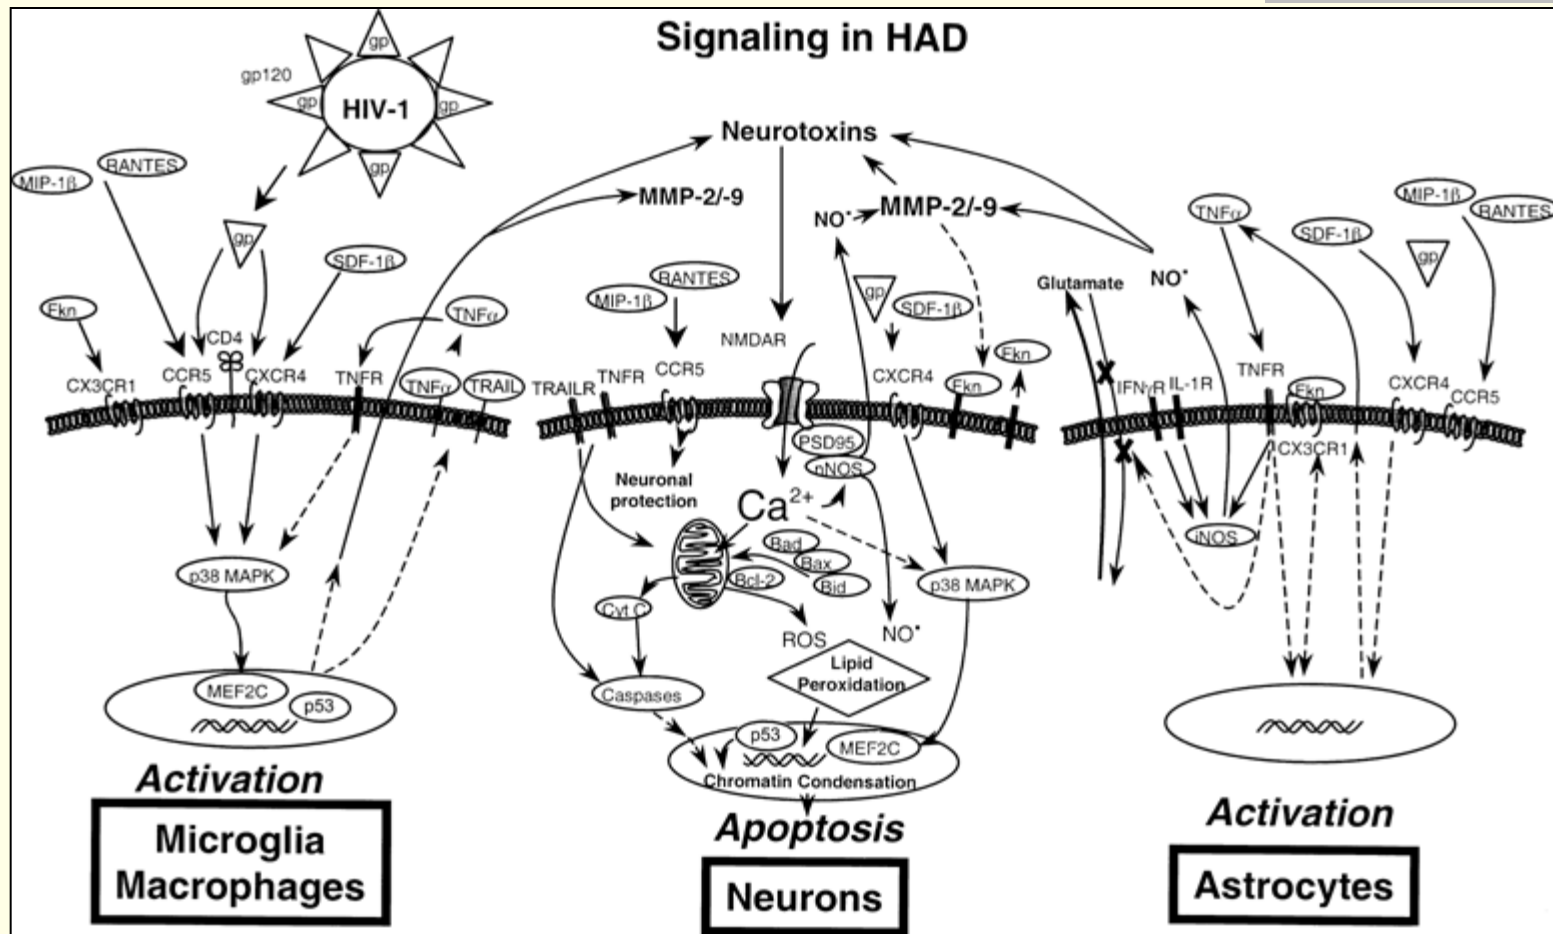 Signaling in HAD
gp
gp120
gp
HIV-1
gp
gp
MIP-1β
RANTES
gp
SDF-1β
Fkn
CD4
CX3CR1
CCR5
CXCR4
TNFR
TNFα
TNFα
TRAIL
p38 MAPK
MEF2C
p53
Activation
Microglia
Macrophages
Neurotoxins
MMP-2/-9
NO•
MMP-2/-9
RANTES
MIP-1β
gp
SDF-1β
NMDAR
TRAILR
TNFR
CCR5
CXCR4
Fkn
Fkn
PSD95
nNOS
Neuronal
protection
Ca2+
Bad
Bax
Bid
Bcl-2
p38 MAPK
Cyt C
ROS
NO•
Lipid
Peroxidation
Caspases
p53
MEF2C
Chromatin Condensation
Apoptosis
Neurons
TNFα
SDF-1β
MIP-1β
RANTES
gp
Glutamate
NO•
IFNγR
IL-1R
TNFR
Fkn
CX3CR1
CXCR4
CCR5
iNOS
Activation
Astrocytes